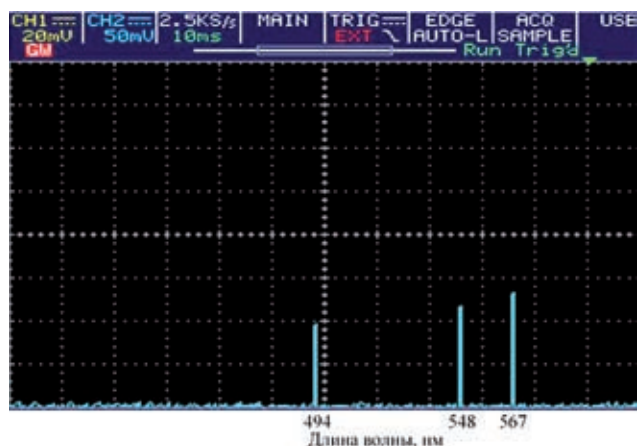 CH1 CH2 2.5KS/s MAIN TRIG EDGE ACQ USE
20mV 50mV 10ms EXT AUTO-L SAMPLE
GM Run Trig'd
494 548 567
Длина волны, нм